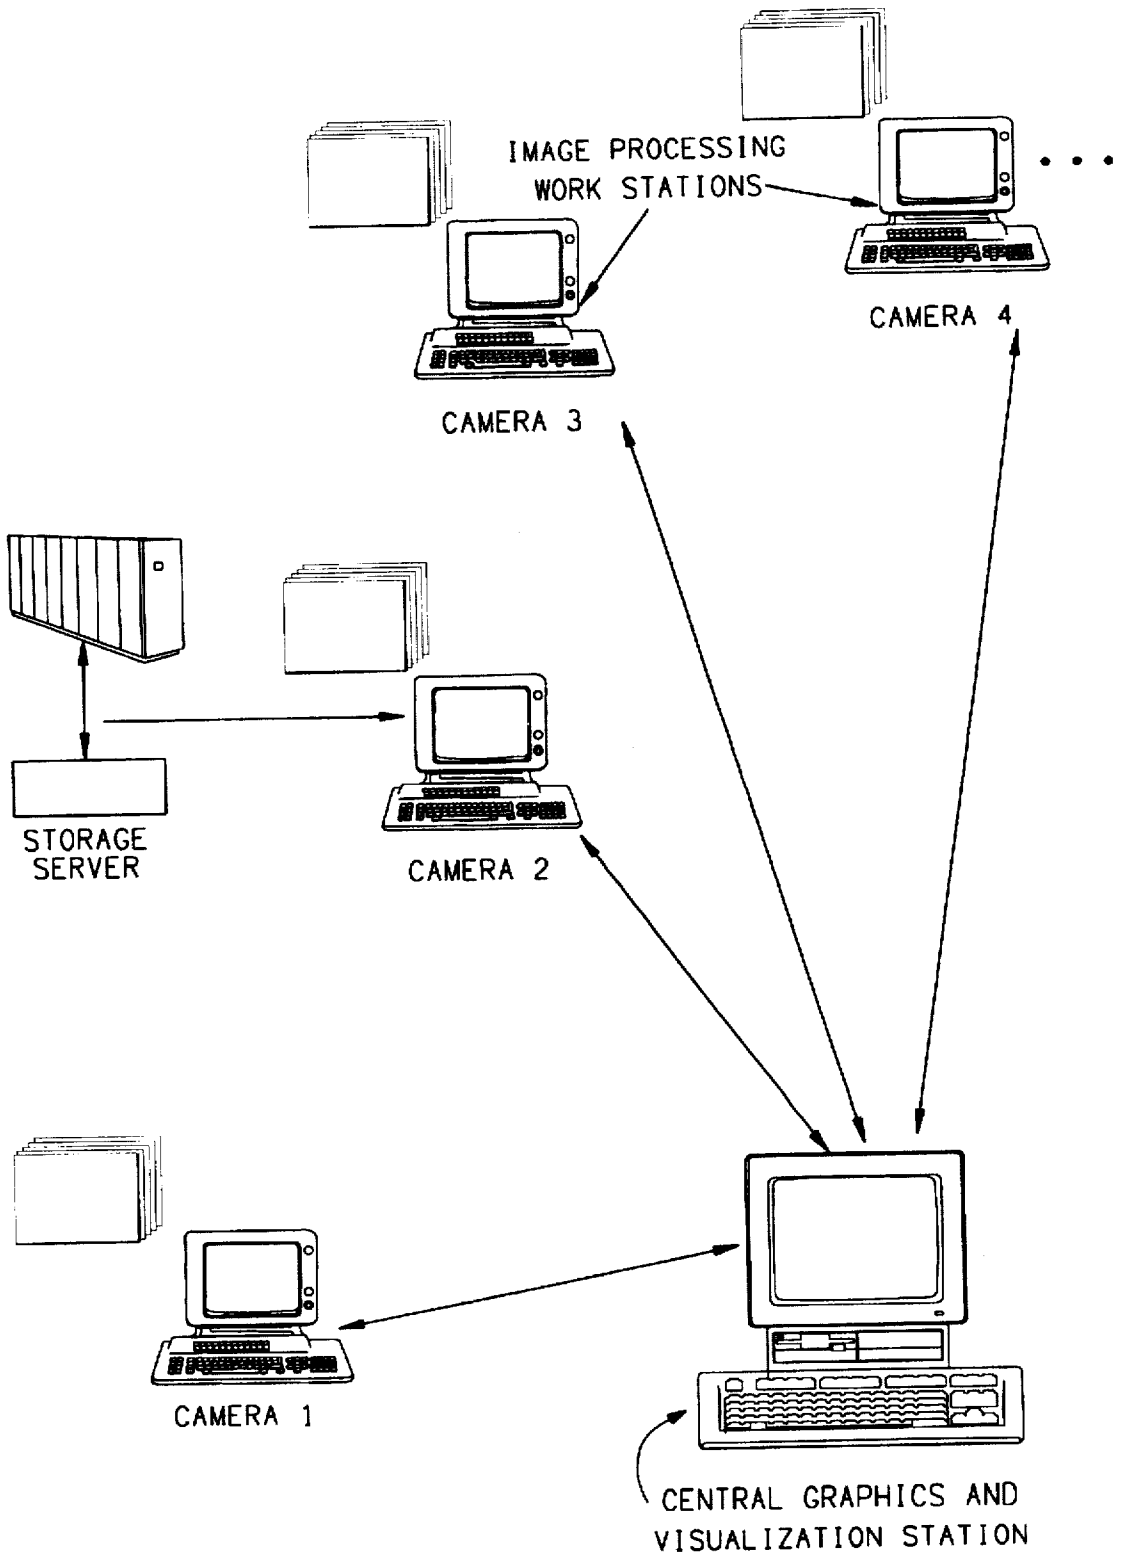 IMAGE PROCESSING
WORK STATIONS
CAMERA 4
CAMERA 3
STORAGE
SERVER
CAMERA 2
CAMERA 1
CENTRAL GRAPHICS AND
VISUALIZATION STATION